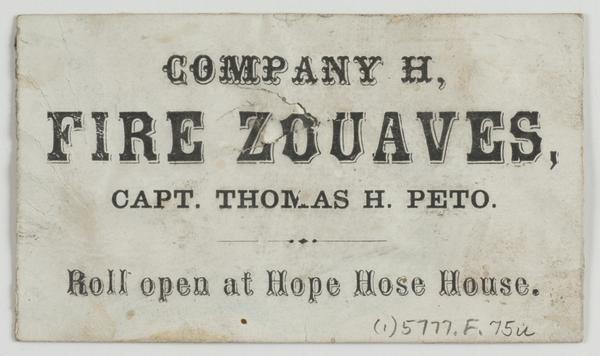 COMPANY H,
FIRE ZOUAVES,
CAPT. THOMAS H. PETO.
Roll open at Hope Hose House.
(1)5777.F.75a